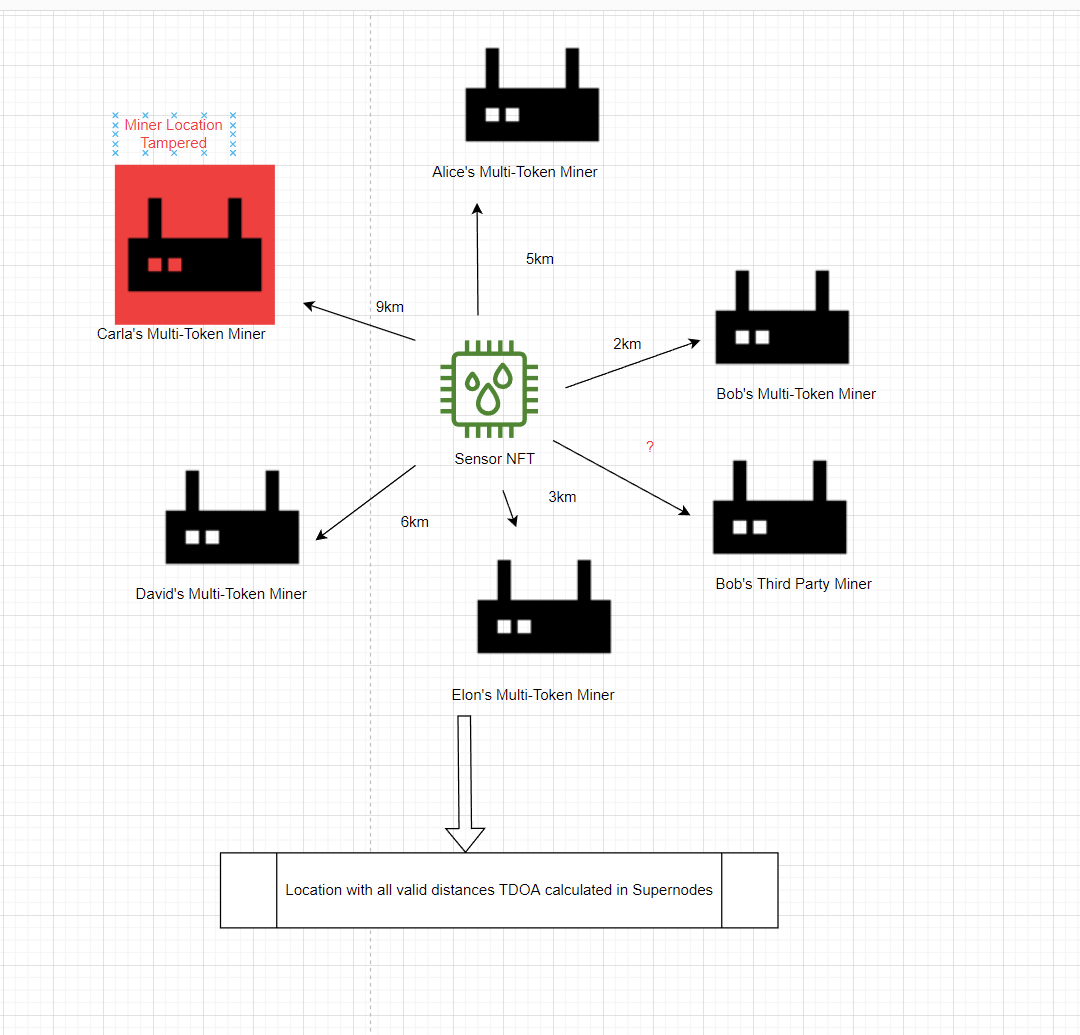 Alice's Multi-Token Miner
Miner Location
Tampered
Carla's Multi-Token Miner
5km
9km
2km
Bob's Multi-Token Miner
Sensor NFT
?
3km
6km
Bob's Third Party Miner
David's Multi-Token Miner
Elon's Multi-Token Miner
Location with all valid distances TDOA calculated in Supernodes